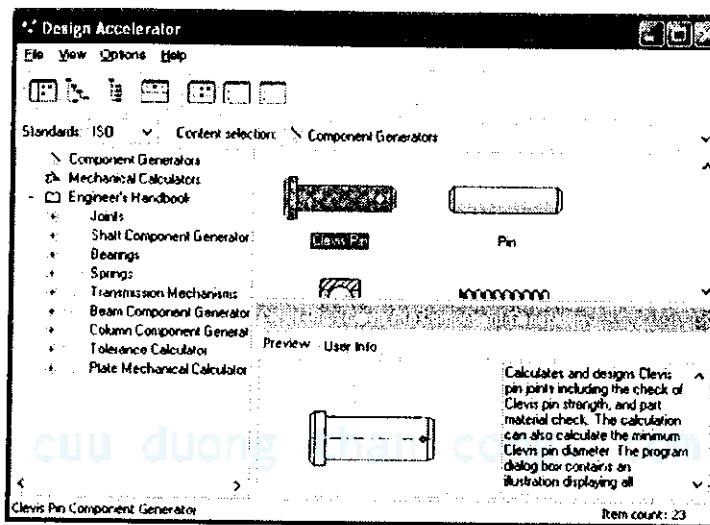 Design Accelerator
File View Options Help
Standards: ISO Content selection: Component Generators
Component Generators
Mechanical Calculators
Engineer's Handbook
Joints
Shaft Component Generator
Bearings
Springs
Transmission Mechanisms
Beam Component Generator
Column Component Generat
Tolerance Calculator
Plate Mechanical Calculator
Clevis Pin
Pin
Preview User Info
Calculates and designs Clevis
pin joints including the check of
Clevis pin strength, and part
material check. The calculation
can also calculate the minimum
Clevis pin diameter. The program
dialog box contains an
illustration displaying all
cuu duong than co
Clevis Pin Component Generator
Item count: 23